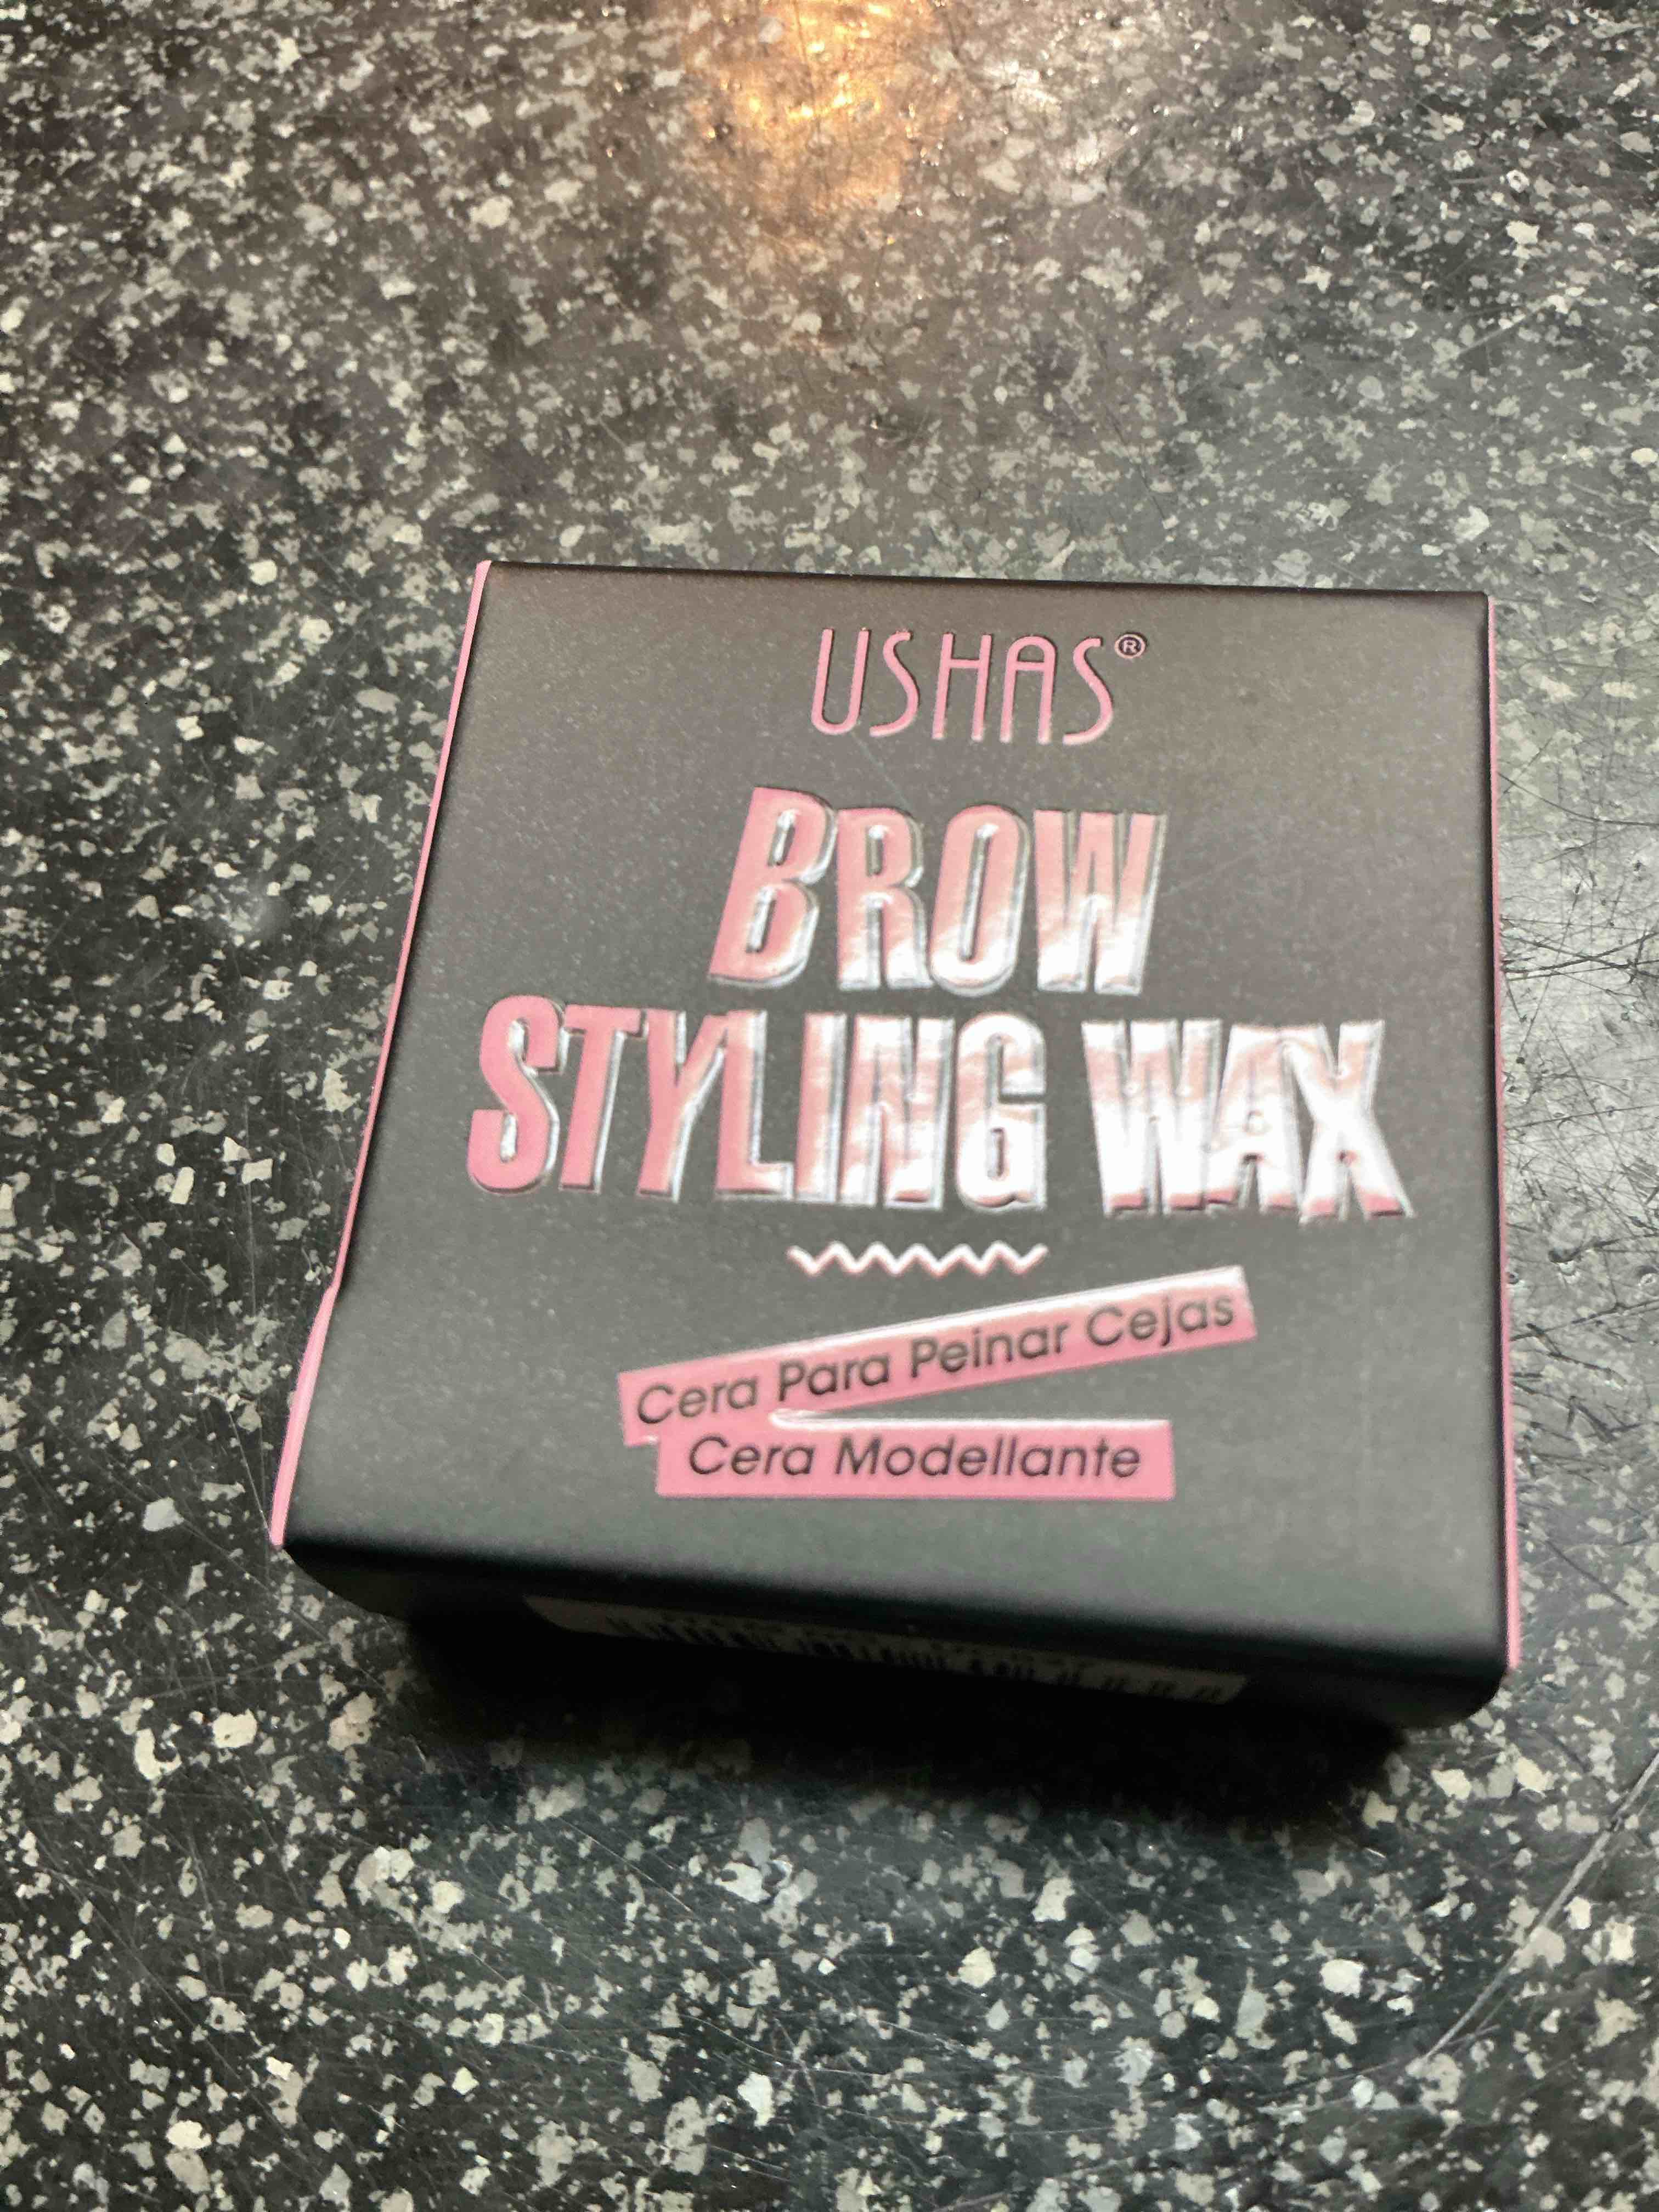 USHAS®
BROW
STYLING WAX
Cera Para Peinar Cejas
Cera Modellante